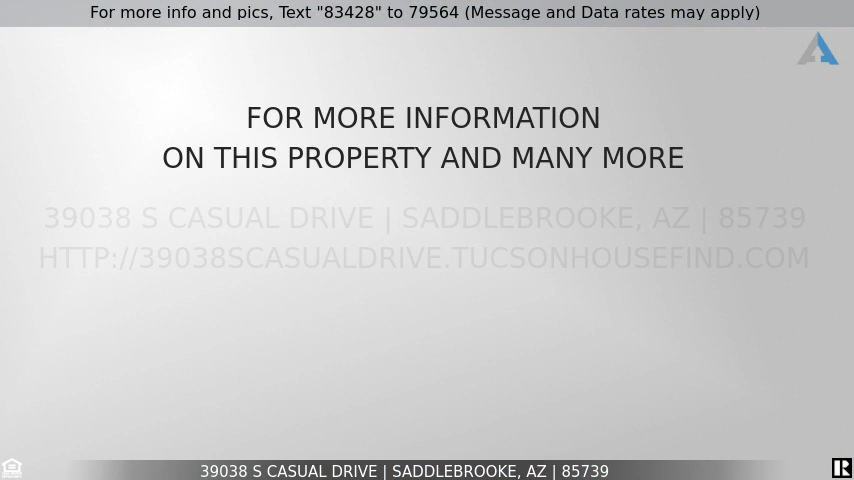 For more info and pics, Text "83428" to 79564 (Message and Data rates may apply)
FOR MORE INFORMATION
ON THIS PROPERTY AND MANY MORE
39038 S CASUAL DRIVE | SADDLEBROOKE, AZ | 85739
HTTP://39038SCASUALDRIVE.TUCSONHOUSEFIND.COM
39038 S CASUAL DRIVE | SADDLEBROOKE, AZ | 85739